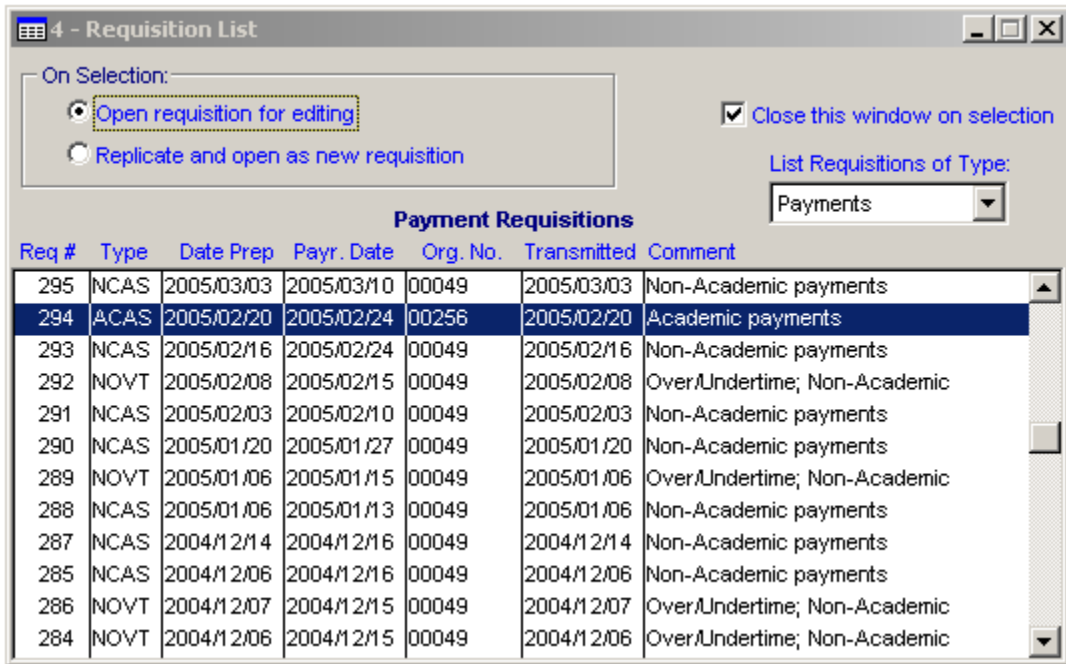 4 - Requisition List
On Selection:
Open requisition for editing
Replicate and open as new requisition
Close this window on selection
List Requisitions of Type:
Payments
Payment Requisitions
Req # Type Date Prep Payr. Date Org. No. Transmitted Comment
295 NCAS 2005/03/03 2005/03/10 00049 2005/03/03 Non-Academic payments
294 ACAS 2005/02/20 2005/02/24 00256 2005/02/20 Academic payments
293 NCAS 2005/02/16 2005/02/24 00049 2005/02/16 Non-Academic payments
292 NOVT 2005/02/08 2005/02/15 00049 2005/02/08 Over/Undertime; Non-Academic
291 NCAS 2005/02/03 2005/02/10 00049 2005/02/03 Non-Academic payments
290 NCAS 2005/01/20 2005/01/27 00049 2005/01/20 Non-Academic payments
289 NOVT 2005/01/06 2005/01/15 00049 2005/01/06 Over/Undertime; Non-Academic
288 NCAS 2005/01/06 2005/01/13 00049 2005/01/06 Non-Academic payments
287 NCAS 2004/12/14 2004/12/16 00049 2004/12/14 Non-Academic payments
285 NCAS 2004/12/06 2004/12/16 00049 2004/12/06 Non-Academic payments
286 NOVT 2004/12/07 2004/12/15 00049 2004/12/07 Over/Undertime; Non-Academic
284 NOVT 2004/12/06 2004/12/15 00049 2004/12/06 Over/Undertime; Non-Academic